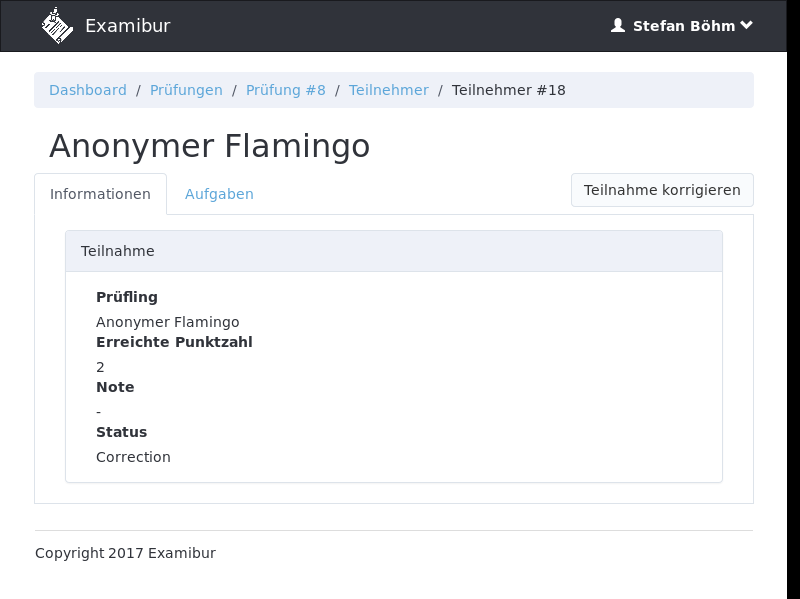 Examibur
Stefan Böhm
Dashboard / Prüfungen / Prüfung #8 / Teilnehmer / Teilnehmer #18
Anonymer Flamingo
Informationen
Aufgaben
Teilnahme korrigieren
Teilnahme
Prüfling
Anonymer Flamingo
Erreichte Punktzahl
2
Note
-
Status
Correction
Copyright 2017 Examibur